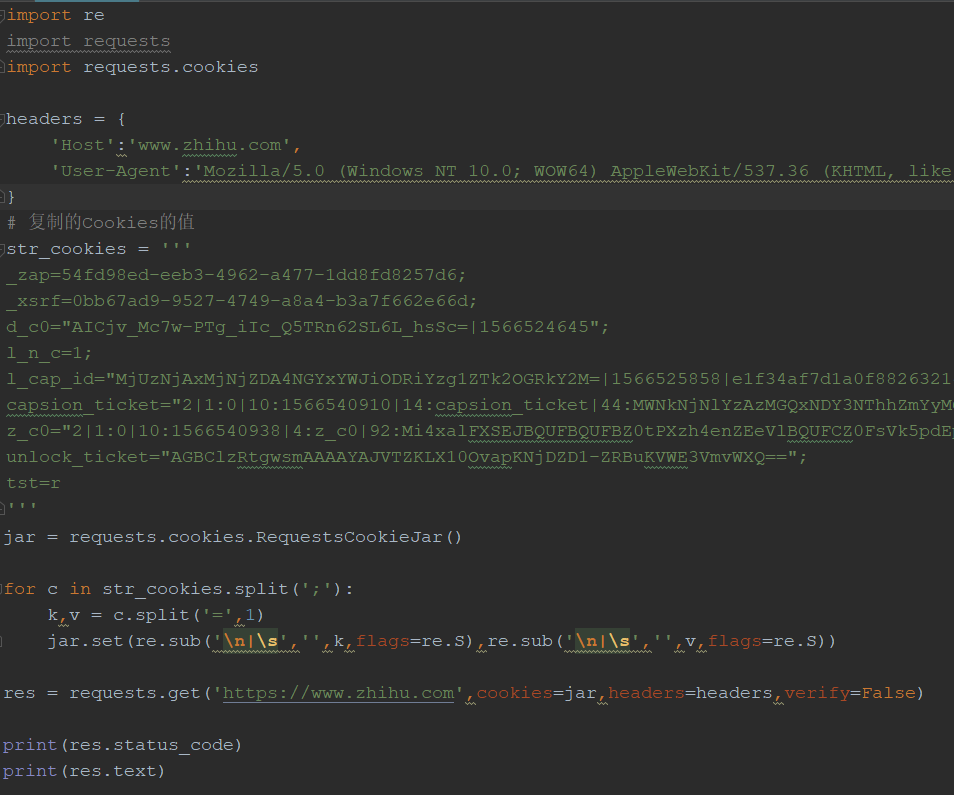 import re
import requests
import requests.cookies
headers = {
'Host':'www.zhihu.com',
'User-Agent':'Mozilla/5.0 (Windows NT 10.0; WOW64) AppleWebKit/537.36 (KHTML, like
}
# 复制的Cookies的值
str_cookies = '''
_zap=54fd98ed-eeb3-4962-a477-1dd8fd8257d6;
_xsrf=0bb67ad9-9527-4749-a8a4-b3a7f662e66d;
d_c0="AICjv_Mc7w-PTg_iIc_Q5TRn62SL6L_hsSc=|1566524645";
l_n_c=1;
l_cap_id="MjUzNjAxMjNjZDA4NGYxYWJiODRiYzg1ZTk2OGRkY2M=|1566525858|e1f34af7d1a0f8826321
capsion_ticket="2|1:0|10:1566540910|14:capsion_ticket|44:MWNkNjNlYzAzMGQxNDY3NThhZmYyM
z_c0="2|1:0|10:1566540938|4:z_c0|92:Mi4xalFXSEJBQUFBQUFBZ0tPXzh4enZEeVlBQUFCZ0FsVk5pdE
unlock_ticket="AGBClzRtgwsmAAAAYAJVTZKLX10OvapKNjDZD1-ZRBuKVWE3VmvWXQ==";
tst=r
'''
jar = requests.cookies.RequestsCookieJar()
for c in str_cookies.split(';'):
k,v = c.split('=',1)
jar.set(re.sub('\n|\s','',k,flags=re.S),re.sub('\n|\s','',v,flags=re.S))
res = requests.get('https://www.zhihu.com',cookies=jar,headers=headers,verify=False)
print(res.status_code)
print(res.text)